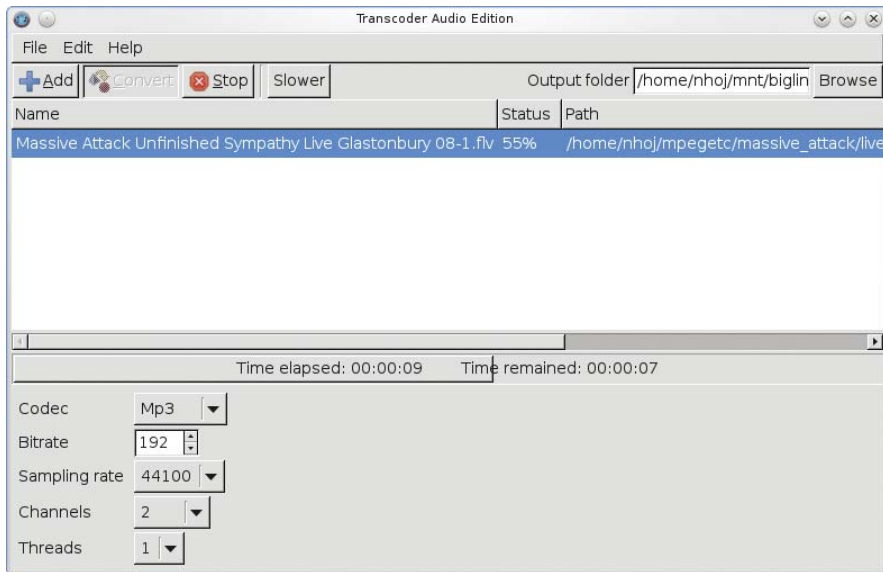 Transcoder Audio Edition
File Edit Help
Add Convert Stop Slower Output folder /home/nhoj/mnt/biglin Browse
Name Status Path
Massive Attack Unfinished Sympathy Live Glastonbury 08-1.flv 55% /home/nhoj/mpegetc/massive_attack/live
Time elapsed: 00:00:09 Time remained: 00:00:07
Codec Mp3
Bitrate 192
Sampling rate 44100
Channels 2
Threads 1